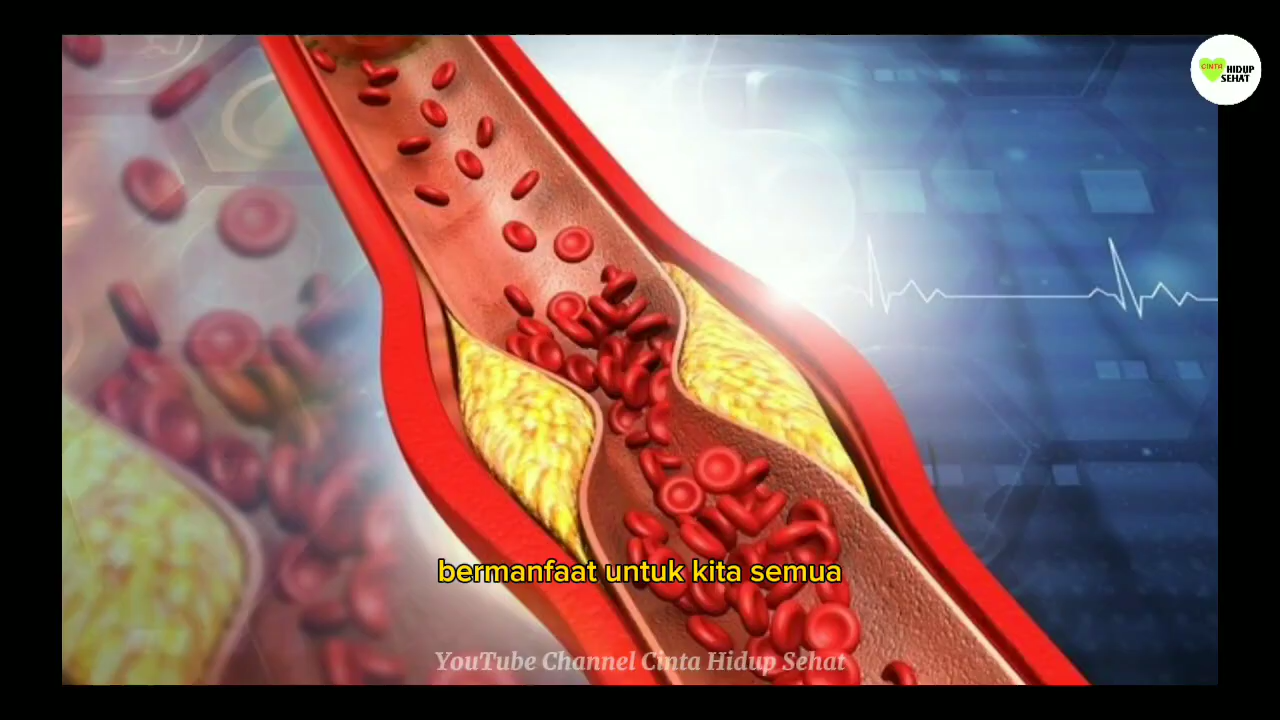 CINTA HIDUP
SEHAT
bermanfaat untuk kita semua
YouTube Channel Cinta Hidup Sehat